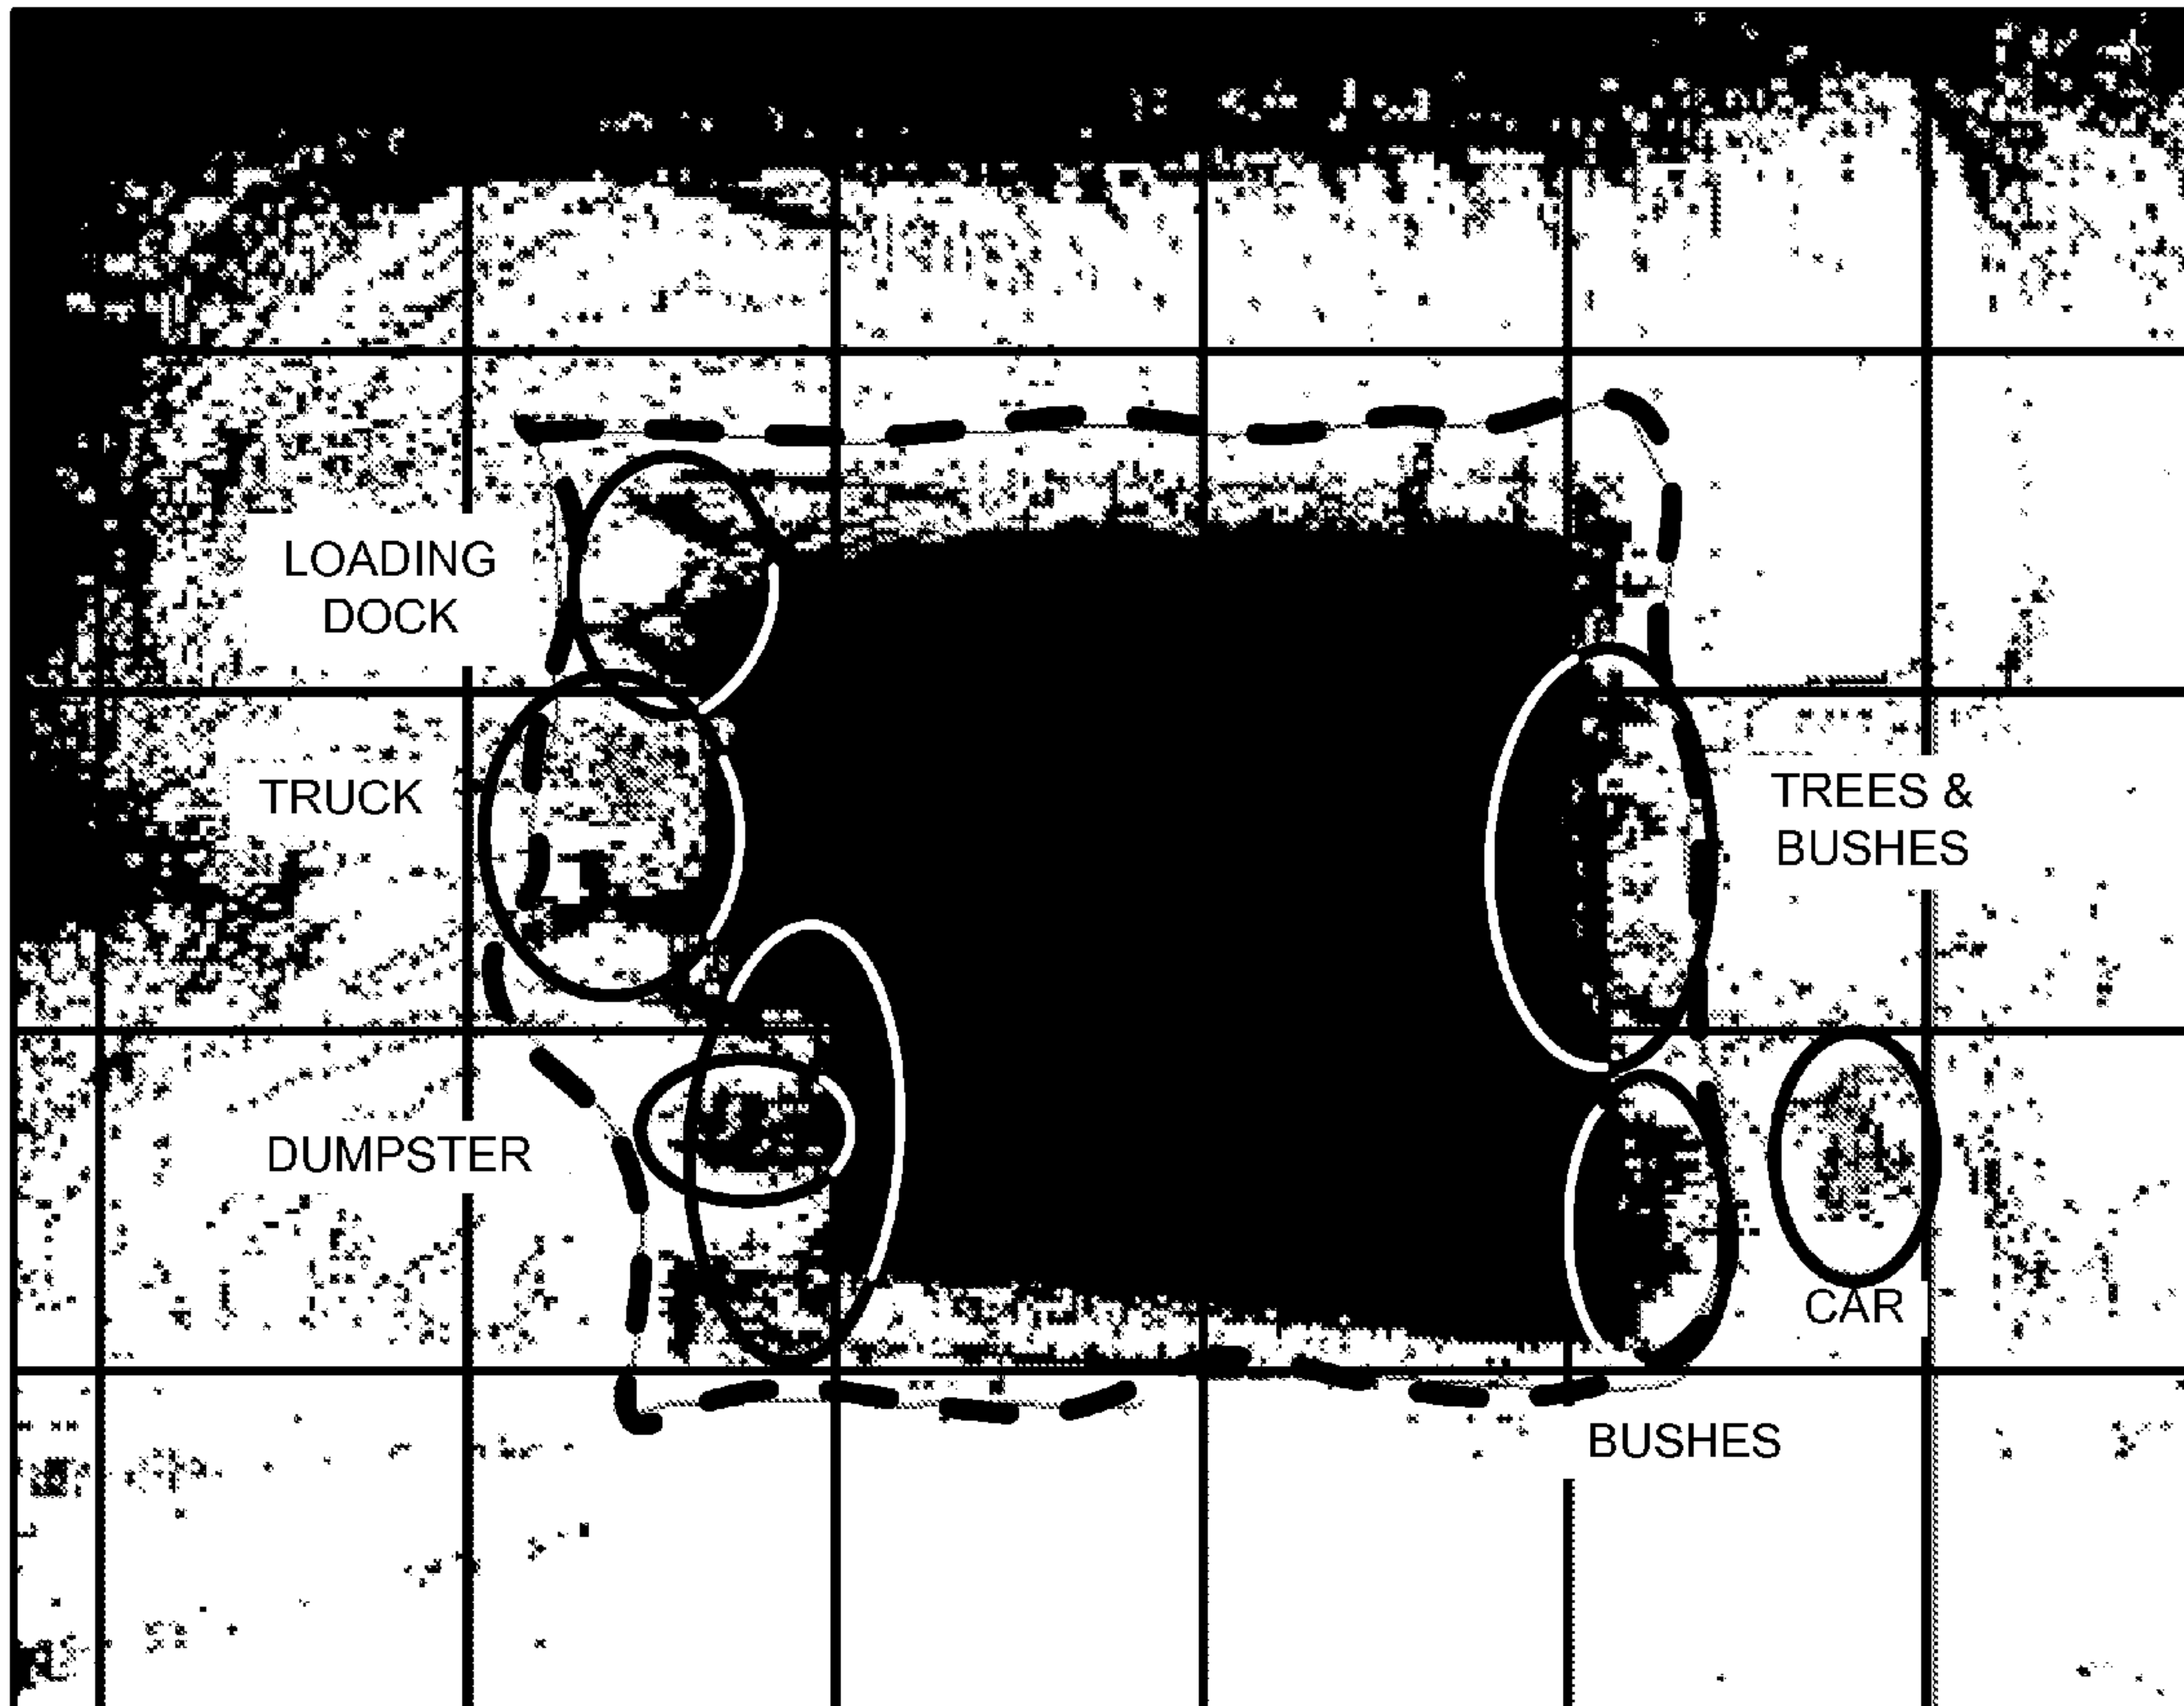 LOADING
DOCK
TRUCK
TREES &
BUSHES
DUMPSTER
CAR
BUSHES